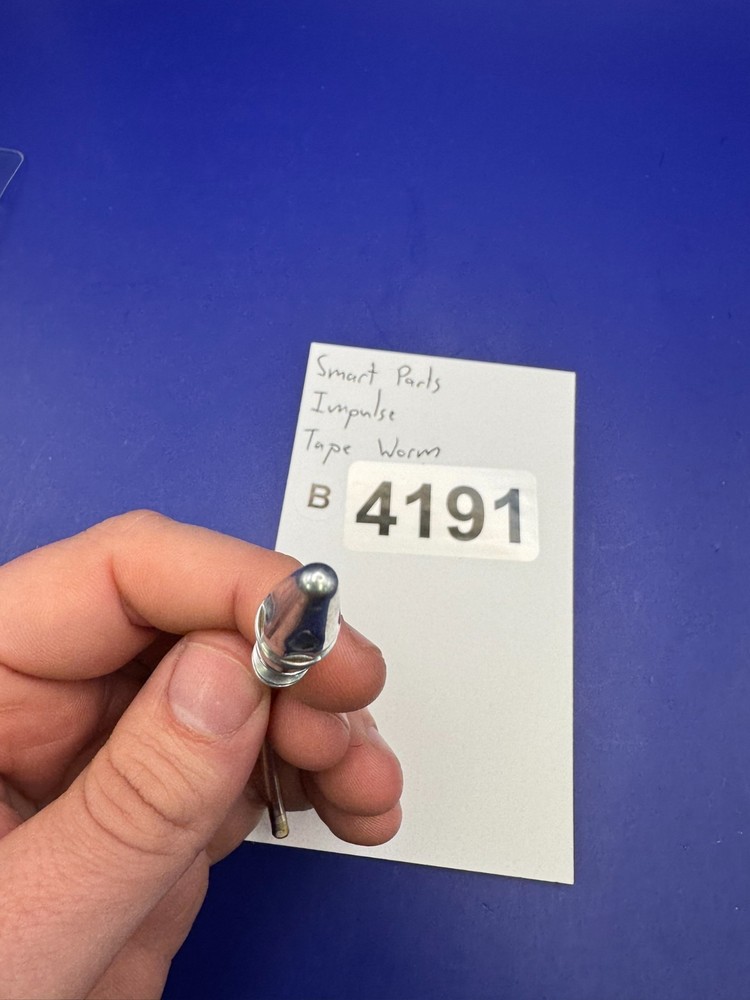 Smart Parts
Impulse
Tape Worm
B 4191